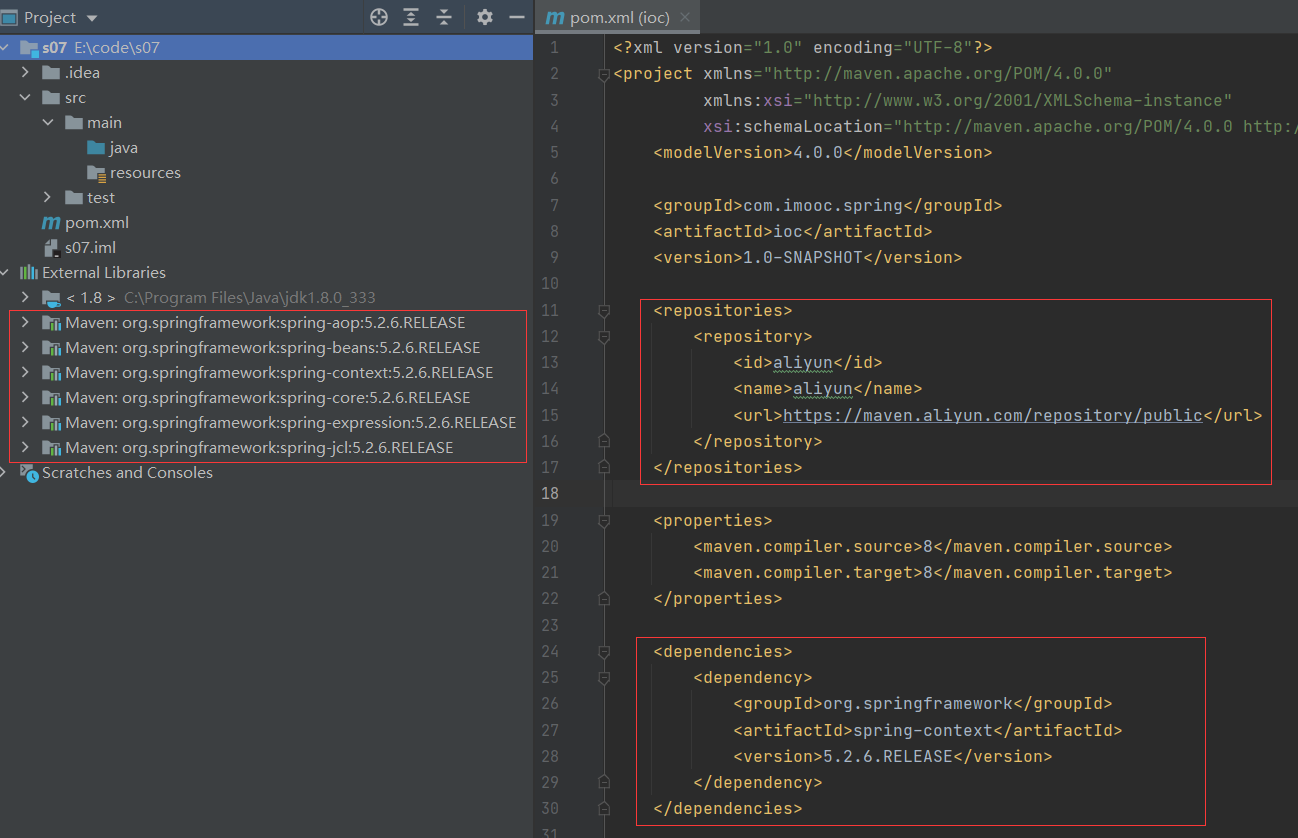 Project
s07 E:\code\s07
.idea
src
main
java
resources
test
pom.xml
s07.iml
External Libraries
< 1.8 > C:\Program Files\Java\jdk1.8.0_333
Maven: org.springframework:spring-aop:5.2.6.RELEASE
Maven: org.springframework:spring-beans:5.2.6.RELEASE
Maven: org.springframework:spring-context:5.2.6.RELEASE
Maven: org.springframework:spring-core:5.2.6.RELEASE
Maven: org.springframework:spring-expression:5.2.6.RELEASE
Maven: org.springframework:spring-jcl:5.2.6.RELEASE
Scratches and Consoles
pom.xml (ioc)
1 <?xml version="1.0" encoding="UTF-8"?>
2 <project xmlns="http://maven.apache.org/POM/4.0.0"
3 xmlns:xsi="http://www.w3.org/2001/XMLSchema-instance"
4 xsi:schemaLocation="http://maven.apache.org/POM/4.0.0 http:/
5 <modelVersion>4.0.0</modelVersion>
6
7 <groupId>com.imooc.spring</groupId>
8 <artifactId>ioc</artifactId>
9 <version>1.0-SNAPSHOT</version>
10
11 <repositories>
12 <repository>
13 <id>aliyun</id>
14 <name>aliyun</name>
15 <url>https://maven.aliyun.com/repository/public</url>
16 </repository>
17 </repositories>
18
19 <properties>
20 <maven.compiler.source>8</maven.compiler.source>
21 <maven.compiler.target>8</maven.compiler.target>
22 </properties>
23
24 <dependencies>
25 <dependency>
26 <groupId>org.springframework</groupId>
27 <artifactId>spring-context</artifactId>
28 <version>5.2.6.RELEASE</version>
29 </dependency>
30 </dependencies>
31